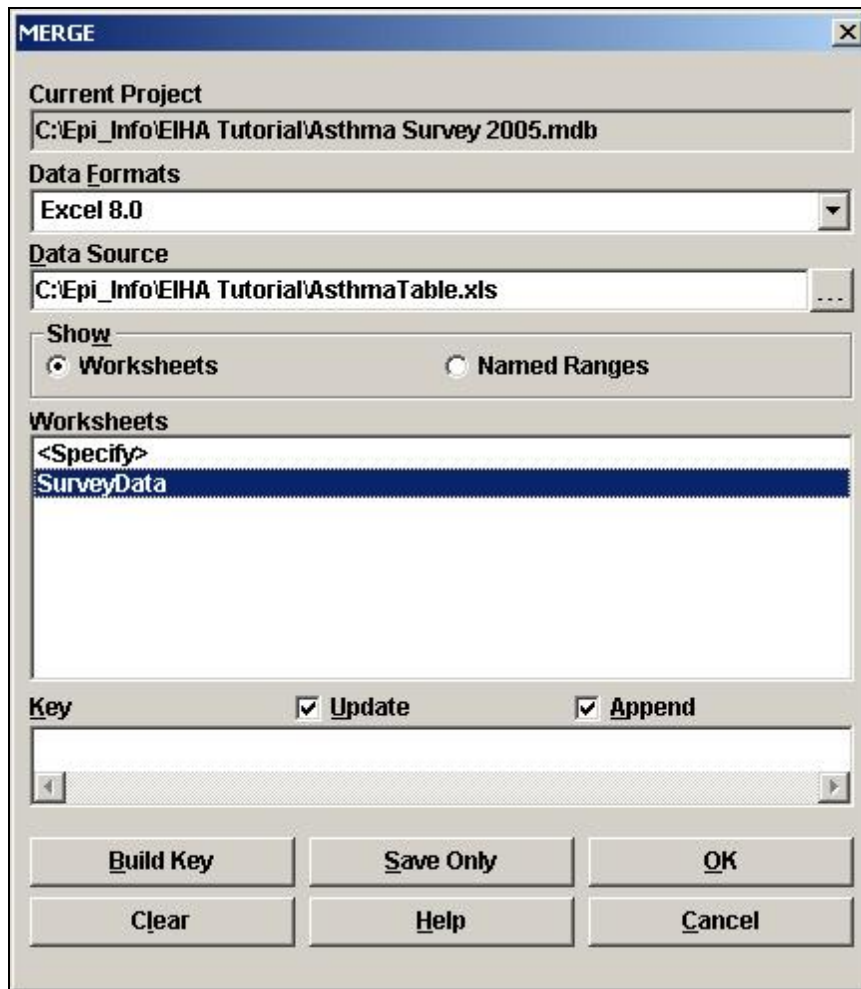 MERGE
Current Project
C:\Epi_Info\EIHA Tutorial\Asthma Survey 2005.mdb
Data Formats
Excel 8.0
Data Source
C:\Epi_Info\EIHA Tutorial\AsthmaTable.xls
...
Show
Worksheets Named Ranges
Worksheets
<Specify>
SurveyData
Key Update Append
Build Key Save Only OK
Clear Help Cancel